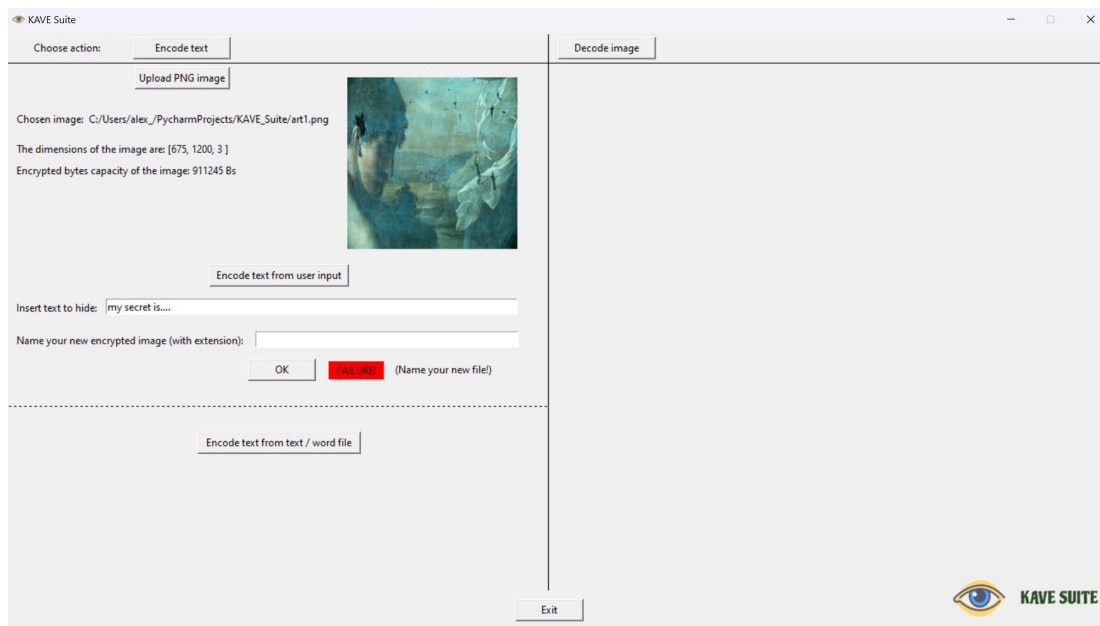 KAVE Suite
Choose action: Encode text Decode image
Upload PNG image
Chosen image: C:/Users/alex_/PycharmProjects/KAVE_Suite/art1.png
The dimensions of the image are: [675, 1200, 3 ]
Encrypted bytes capacity of the image: 911245 Bs
Encode text from user input
Insert text to hide: my secret is....
Name your new encrypted image (with extension):
OK FAILURE! (Name your new file!)
Encode text from text / word file
Exit
KAVE SUITE